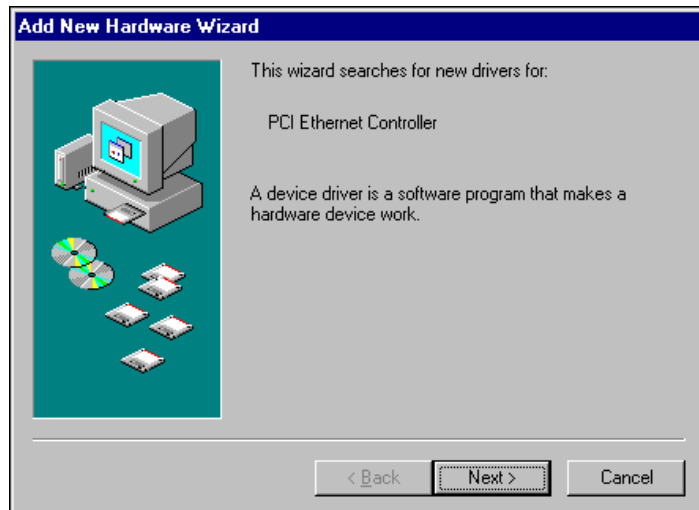 Add New Hardware Wizard
This wizard searches for new drivers for:
PCI Ethernet Controller
A device driver is a software program that makes a
hardware device work.
< Back
Next >
Cancel